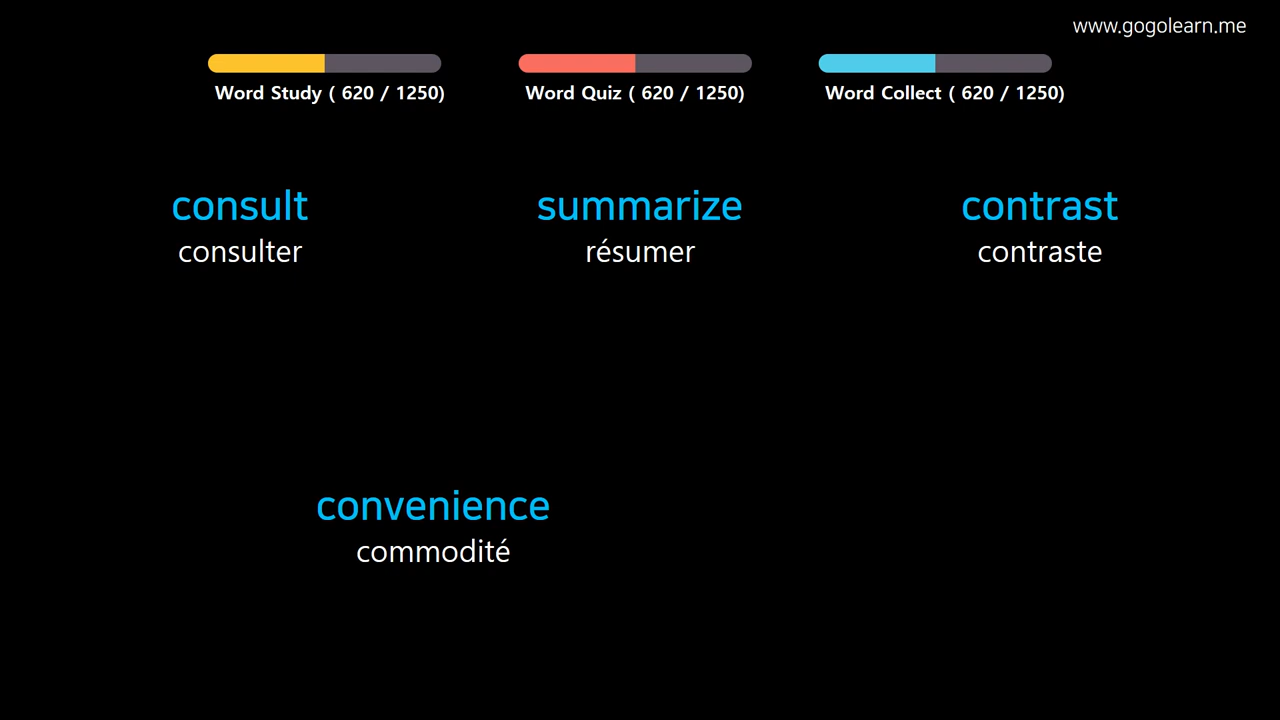 www.gogolearn.me
Word Study ( 620 / 1250)
Word Quiz ( 620 / 1250)
Word Collect ( 620 / 1250)
consult
consulter
summarize
résumer
contrast
contraste
convenience
commodité